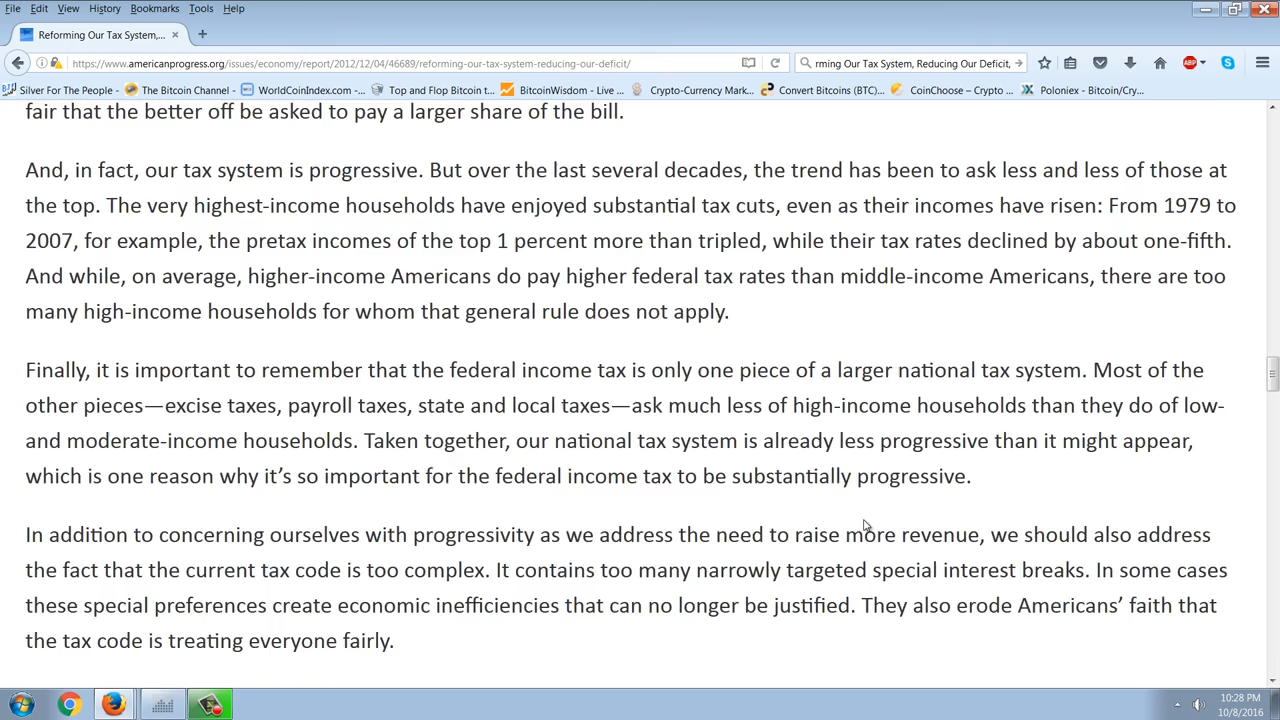 File Edit View History Bookmarks Tools Help
Reforming Our Tax System,... × +
https://www.americanprogress.org/issues/economy/report/2012/12/04/46689/reforming-our-tax-system-reducing-our-deficit/ rming Our Tax System, Reducing Our Deficit, ABP
Silver For The People - ... The Bitcoin Channel - ... WorldCoinIndex.com -... Top and Flop Bitcoin t... BitcoinWisdom - Live ... Crypto-Currency Mark... Convert Bitcoins (BTC)... CoinChoose – Crypto ... Poloniex - Bitcoin/Cry...
fair that the better off be asked to pay a larger share of the bill.
And, in fact, our tax system is progressive. But over the last several decades, the trend has been to ask less and less of those at
the top. The very highest-income households have enjoyed substantial tax cuts, even as their incomes have risen: From 1979 to
2007, for example, the pretax incomes of the top 1 percent more than tripled, while their tax rates declined by about one-fifth.
And while, on average, higher-income Americans do pay higher federal tax rates than middle-income Americans, there are too
many high-income households for whom that general rule does not apply.
Finally, it is important to remember that the federal income tax is only one piece of a larger national tax system. Most of the
other pieces—excise taxes, payroll taxes, state and local taxes—ask much less of high-income households than they do of low-
and moderate-income households. Taken together, our national tax system is already less progressive than it might appear,
which is one reason why it’s so important for the federal income tax to be substantially progressive.
In addition to concerning ourselves with progressivity as we address the need to raise more revenue, we should also address
the fact that the current tax code is too complex. It contains too many narrowly targeted special interest breaks. In some cases
these special preferences create economic inefficiencies that can no longer be justified. They also erode Americans’ faith that
the tax code is treating everyone fairly.
10:28 PM
10/8/2016